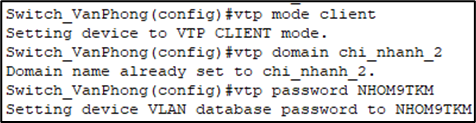 Switch_VanPhong(config)#vtp mode client
Setting device to VTP CLIENT mode.
Switch_VanPhong(config)#vtp domain chi_nhanh_2
Domain name already set to chi_nhanh_2.
Switch_VanPhong(config)#vtp password NHOM9TKM
Setting device VLAN database password to NHOM9TKM